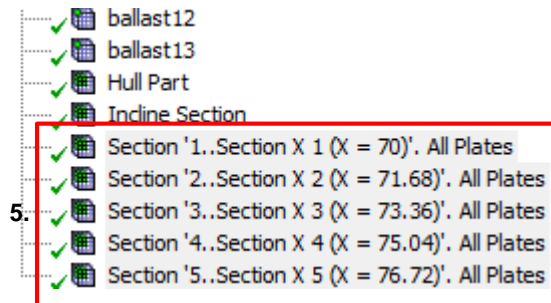 ballast12
ballast13
Hull Part
Incline Section
Section '1..Section X 1 (X = 70)'. All Plates
Section '2..Section X 2 (X = 71.68)'. All Plates
5. Section '3..Section X 3 (X = 73.36)'. All Plates
Section '4..Section X 4 (X = 75.04)'. All Plates
Section '5..Section X 5 (X = 76.72)'. All Plates